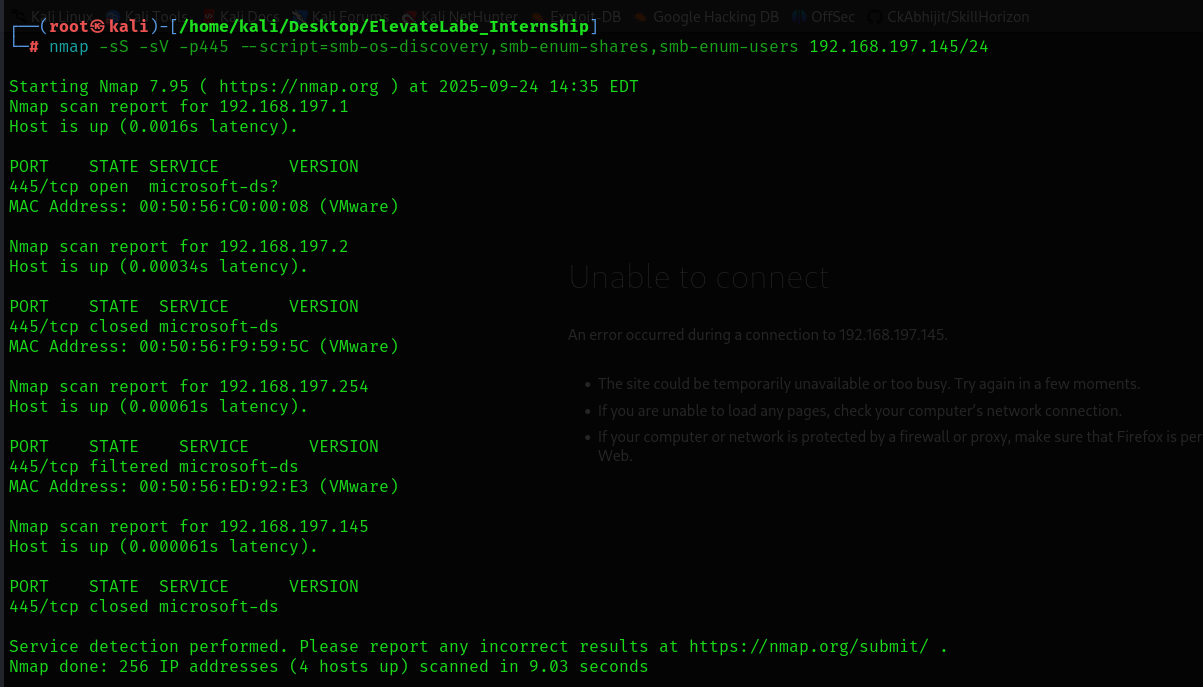 Kali Linux Kali Tools Kali Docs Kali Forums Kali NetHunter Exploit-DB Google Hacking DB OffSec CkAbhijit/SkillHorizon
┌──(root㉿kali)-[/home/kali/Desktop/ElevateLabe_Internship]
└─# nmap -sS -sV -p445 --script=smb-os-discovery,smb-enum-shares,smb-enum-users 192.168.197.145/24
Starting Nmap 7.95 ( https://nmap.org ) at 2025-09-24 14:35 EDT
Nmap scan report for 192.168.197.1
Host is up (0.0016s latency).
PORT    STATE SERVICE       VERSION
445/tcp open  microsoft-ds?
MAC Address: 00:50:56:C0:00:08 (VMware)
Nmap scan report for 192.168.197.2
Host is up (0.00034s latency).
Unable to connect
PORT    STATE  SERVICE      VERSION
445/tcp closed microsoft-ds
An error occurred during a connection to 192.168.197.145.
MAC Address: 00:50:56:F9:59:5C (VMware)
Nmap scan report for 192.168.197.254
Host is up (0.00061s latency).
The site could be temporarily unavailable or too busy. Try again in a few moments.
If you are unable to load any pages, check your computer's network connection.
If your computer or network is protected by a firewall or proxy, make sure that Firefox is per
Web.
PORT    STATE    SERVICE      VERSION
445/tcp filtered microsoft-ds
MAC Address: 00:50:56:ED:92:E3 (VMware)
Nmap scan report for 192.168.197.145
Host is up (0.000061s latency).
PORT    STATE  SERVICE      VERSION
445/tcp closed microsoft-ds
Service detection performed. Please report any incorrect results at https://nmap.org/submit/ .
Nmap done: 256 IP addresses (4 hosts up) scanned in 9.03 seconds